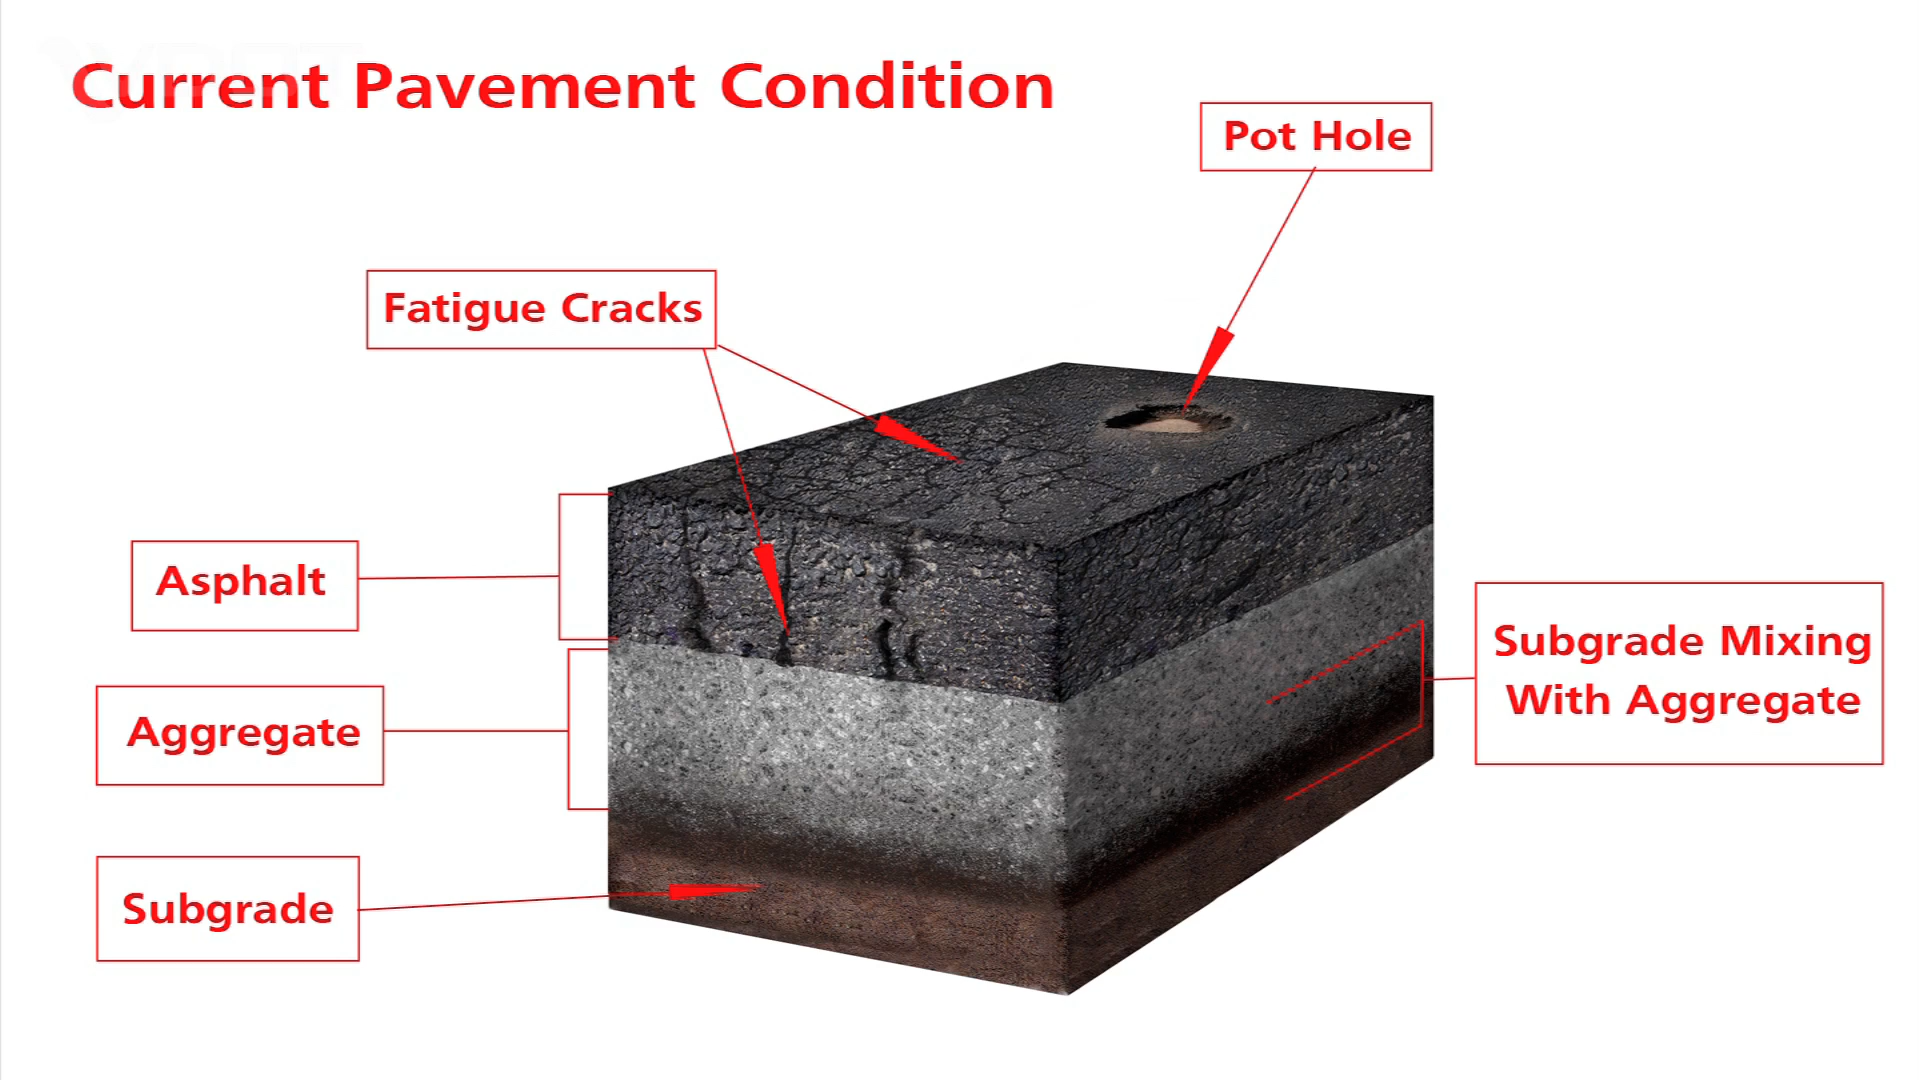 Current Pavement Condition
Pot Hole
Fatigue Cracks
Asphalt
Subgrade Mixing
With Aggregate
Aggregate
Subgrade